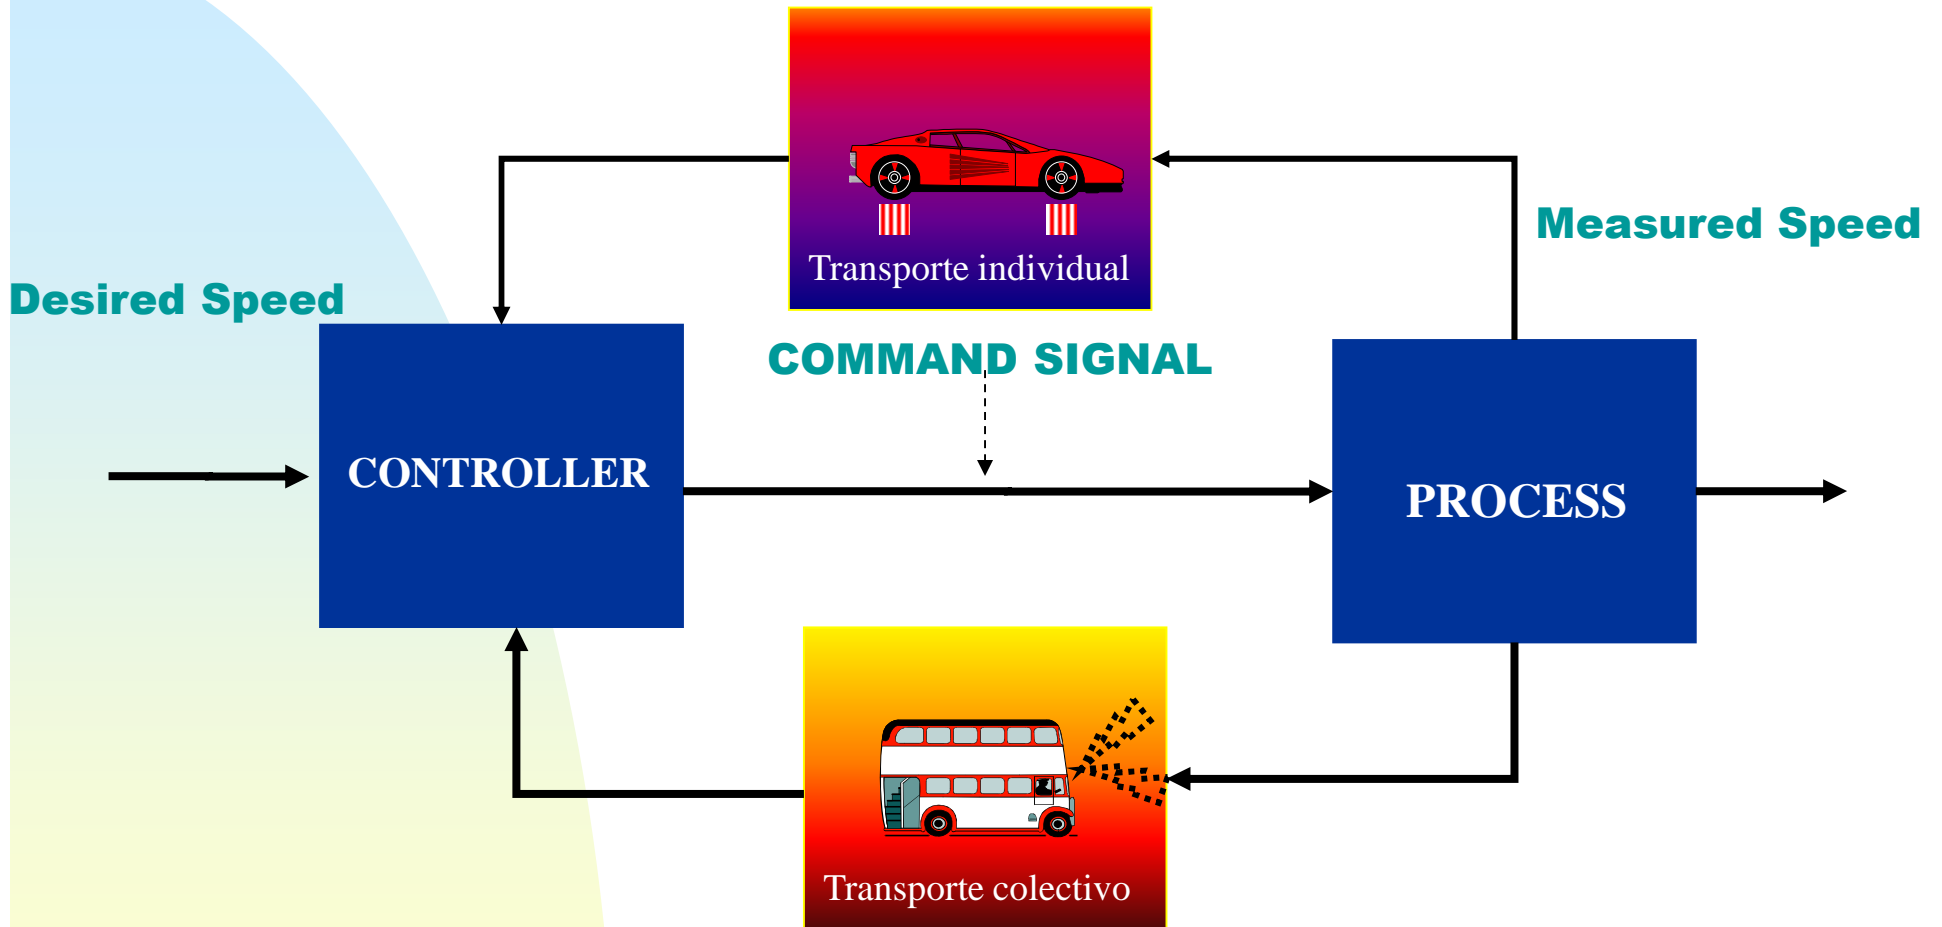 Transporte individual
Measured Speed
Desired Speed
COMMAND SIGNAL
CONTROLLER
PROCESS
Transporte colectivo